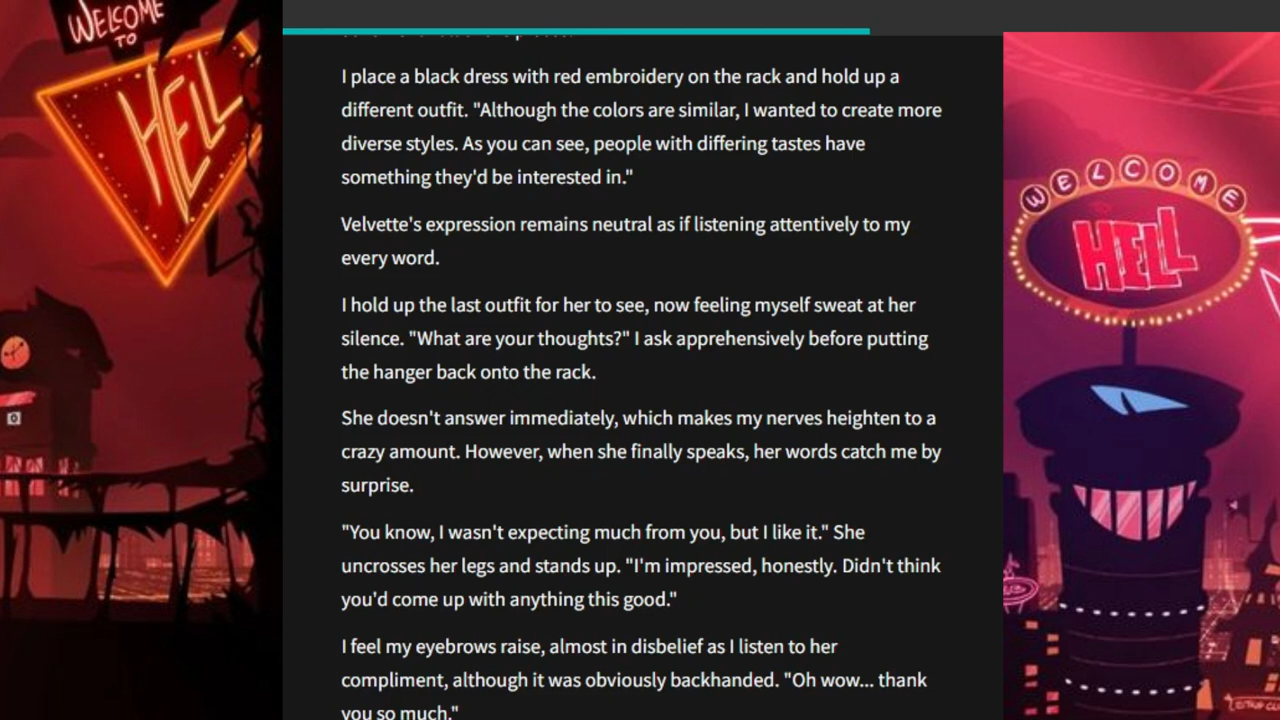 WELCOME
TO
HELL
I place a black dress with red embroidery on the rack and hold up a
different outfit. "Although the colors are similar, I wanted to create more
diverse styles. As you can see, people with differing tastes have
something they'd be interested in."
Velvette's expression remains neutral as if listening attentively to my
every word.
I hold up the last outfit for her to see, now feeling myself sweat at her
silence. "What are your thoughts?" I ask apprehensively before putting
the hanger back onto the rack.
She doesn't answer immediately, which makes my nerves heighten to a
crazy amount. However, when she finally speaks, her words catch me by
surprise.
"You know, I wasn't expecting much from you, but I like it." She
uncrosses her legs and stands up. "I'm impressed, honestly. Didn't think
you'd come up with anything this good."
I feel my eyebrows raise, almost in disbelief as I listen to her
compliment, although it was obviously backhanded. "Oh wow... thank
you so much."
WELCOME
HELL